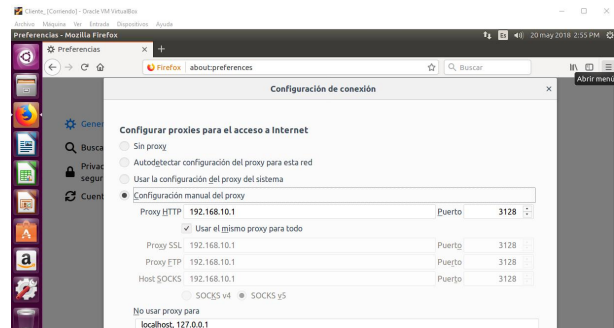 Cliente_ [Corriendo] - Oracle VM VirtualBox
Archivo Máquina Ver Entrada Dispositivos Ayuda
Preferencias - Mozilla Firefox
Es 20 may 2018 2:55 PM
Preferencias
Firefox about:preferences
Buscar
Abrir menú
Configuración de conexión
Gener
Busca
Privac
segur
Cuent
Configurar proxies para el acceso a Internet
Sin proxy
Autodetectar configuración del proxy para esta red
Usar la configuración del proxy del sistema
Configuración manual del proxy
Proxy HTTP 192.168.10.1 Puerto 3128
Usar el mismo proxy para todo
Proxy SSL 192.168.10.1 Puerto 3128
Proxy FTP 192.168.10.1 Puerto 3128
Host SOCKS 192.168.10.1 Puerto 3128
SOCKS v4 SOCKS v5
No usar proxy para
localhost, 127.0.0.1